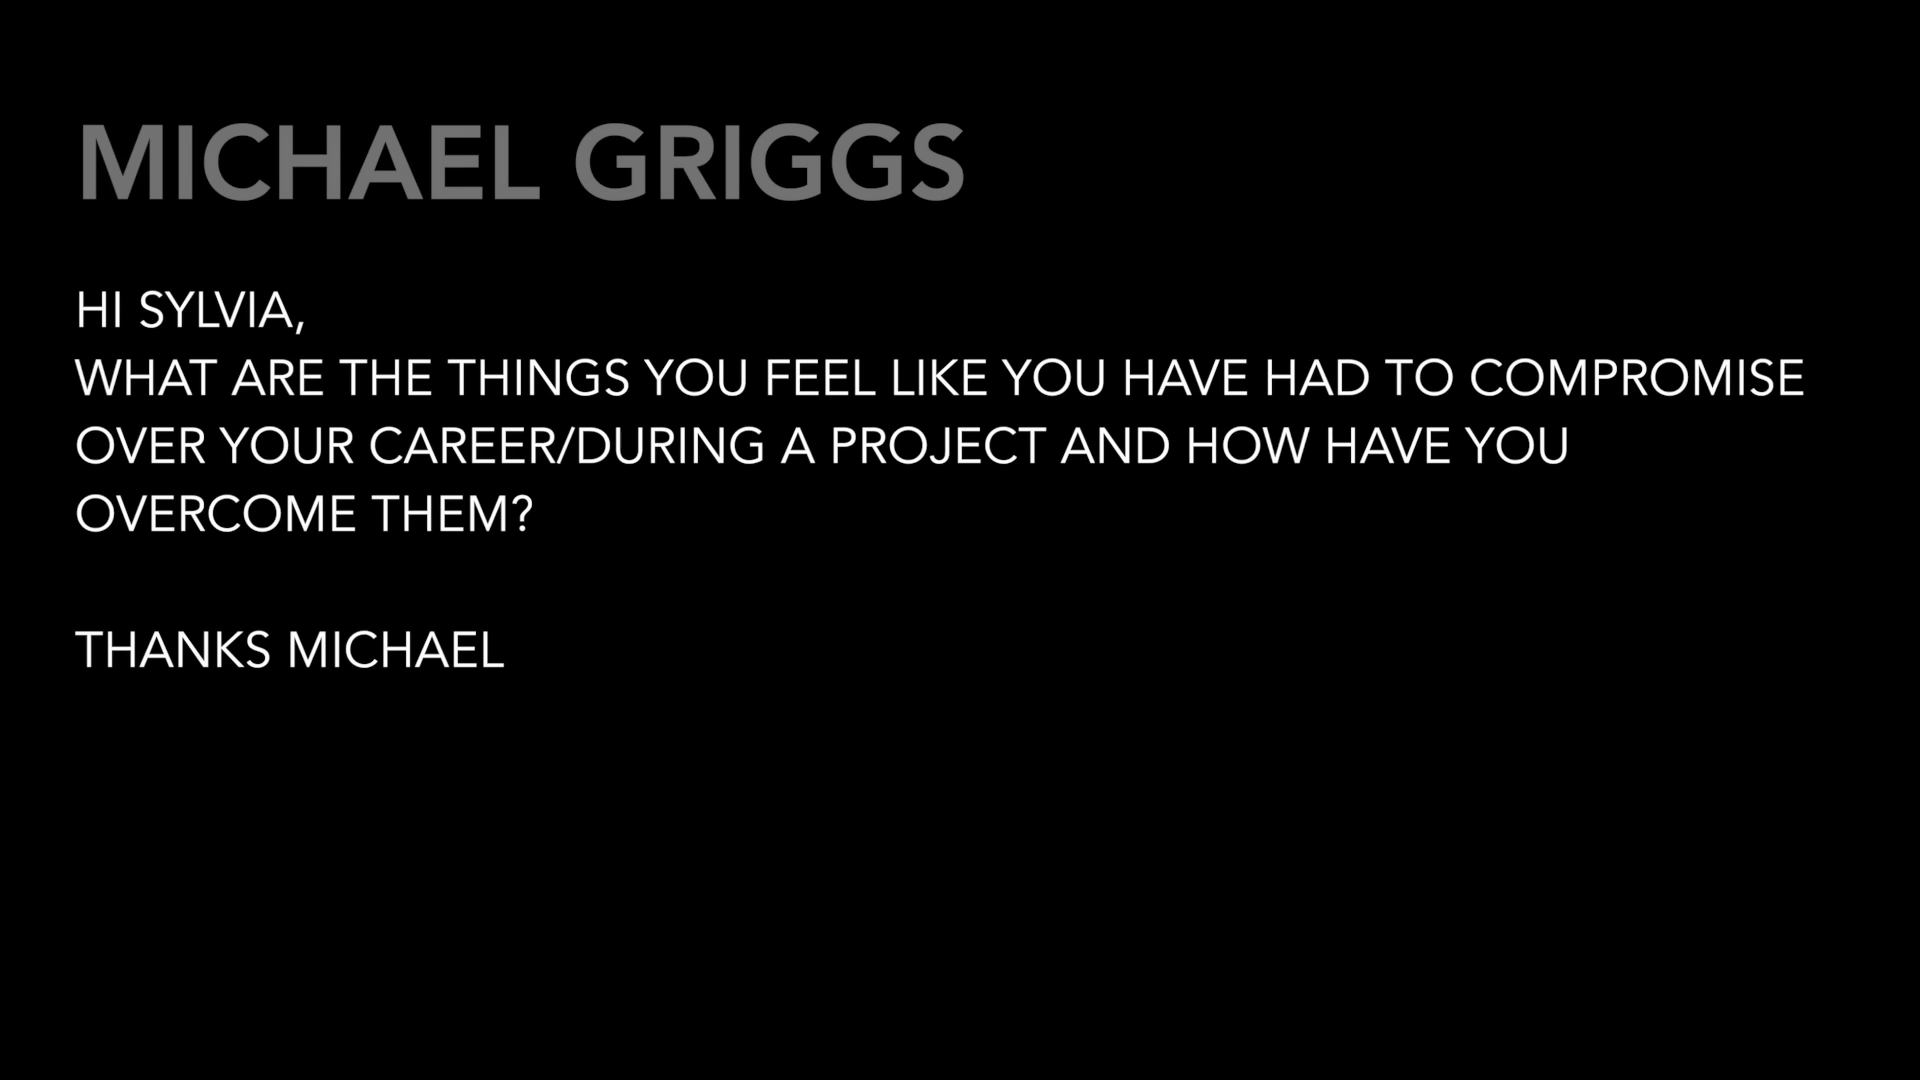 MICHAEL GRIGGS
HI SYLVIA,
WHAT ARE THE THINGS YOU FEEL LIKE YOU HAVE HAD TO COMPROMISE
OVER YOUR CAREER/DURING A PROJECT AND HOW HAVE YOU
OVERCOME THEM?
THANKS MICHAEL